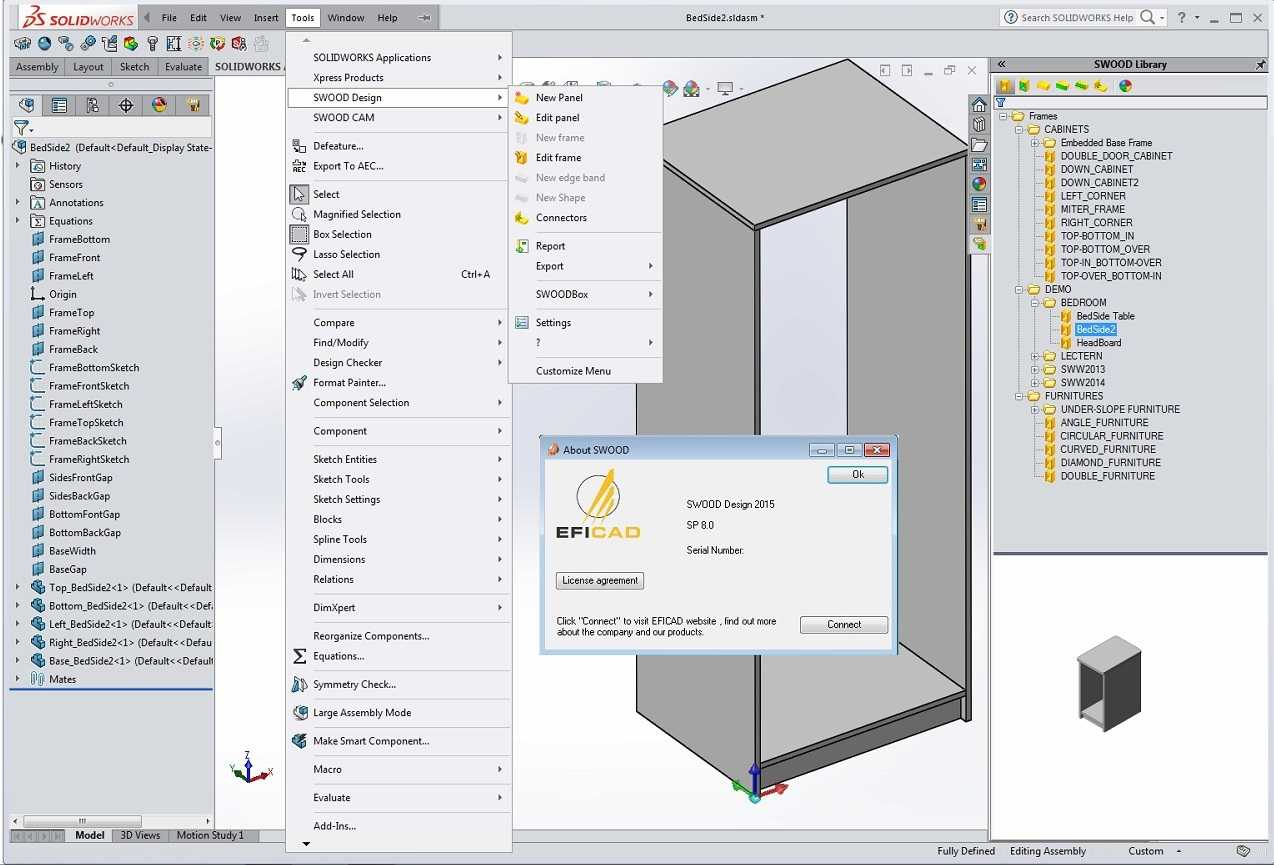 SOLIDWORKS File Edit View Insert Tools Window Help BedSide2.sldasm * Search SOLIDWORKS Help ?
Assembly Layout Sketch Evaluate SOLIDWORKS
BedSide2 (Default<Default_Display State-
History
Sensors
Annotations
Equations
FrameBottom
FrameFront
FrameLeft
Origin
FrameTop
FrameRight
FrameBack
FrameBottomSketch
FrameFrontSketch
FrameLeftSketch
FrameTopSketch
FrameBackSketch
FrameRightSketch
SidesFrontGap
SidesBackGap
BottomFontGap
BottomBackGap
BaseWidth
BaseGap
Top_BedSide2<1> (Default<<Default
Bottom_BedSide2<1> (Default<<Def
Left_BedSide2<1> (Default<<Default
Right_BedSide2<1> (Default<<Defau
Base_BedSide2<1> (Default<<Default
Mates
SOLIDWORKS Applications
Xpress Products
SWOOD Design
SWOOD CAM
Defeature...
Export To AEC...
Select
Magnified Selection
Box Selection
Lasso Selection
Select All Ctrl+A
Invert Selection
Compare
Find/Modify
Design Checker
Format Painter...
Component Selection
Component
Sketch Entities
Sketch Tools
Sketch Settings
Blocks
Spline Tools
Dimensions
Relations
DimXpert
Reorganize Components...
Equations...
Symmetry Check...
Large Assembly Mode
Make Smart Component...
Macro
Evaluate
Add-Ins...
New Panel
Edit panel
New frame
Edit frame
New edge band
New Shape
Connectors
Report
Export
SWOODBox
Settings
?
Customize Menu
About SWOOD
Ok
EFICAD
SWOOD Design 2015
SP 8.0
Serial Number:
License agreement
Click "Connect" to visit EFICAD website , find out more
about the company and our products.
Connect
SWOOD Library
Frames
CABINETS
Embedded Base Frame
DOUBLE_DOOR_CABINET
DOWN_CABINET
DOWN_CABINET2
LEFT_CORNER
MITER_FRAME
RIGHT_CORNER
TOP-BOTTOM_IN
TOP-BOTTOM_OVER
TOP-IN_BOTTOM-OVER
TOP-OVER_BOTTOM-IN
DEMO
BEDROOM
BedSide Table
BedSide2
HeadBoard
LECTERN
SWW2013
SWW2014
FURNITURES
UNDER-SLOPE FURNITURE
ANGLE_FURNITURE
CIRCULAR_FURNITURE
CURVED_FURNITURE
DIAMOND_FURNITURE
DOUBLE_FURNITURE
Z
Y X
Model 3D Views Motion Study 1
Fully Defined Editing Assembly Custom